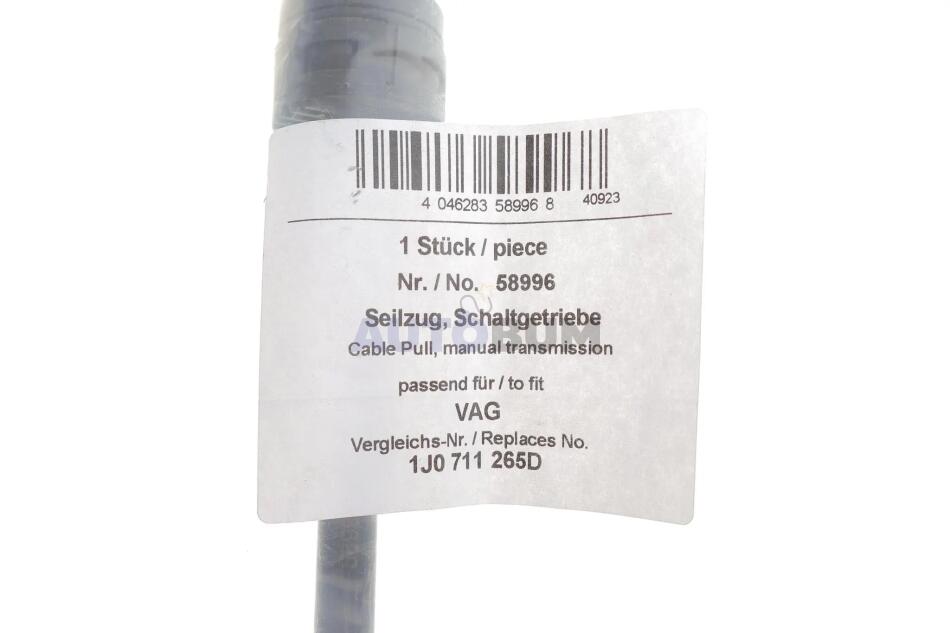 4 046283 58996 8 40923
1 Stück / piece
Nr. / No. 58996
Seilzug, Schaltgetriebe
AUTOBUM
Cable Pull, manual transmission
passend für / to fit
VAG
Vergleichs-Nr. / Replaces No.
1J0 711 265D